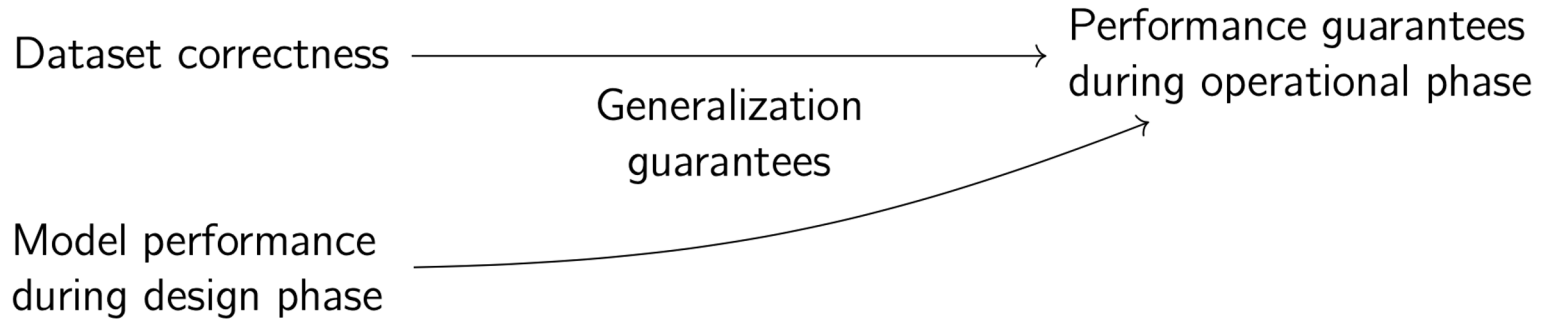 Dataset correctness
Performance guarantees
during operational phase
Generalization
guarantees
Model performance
during design phase